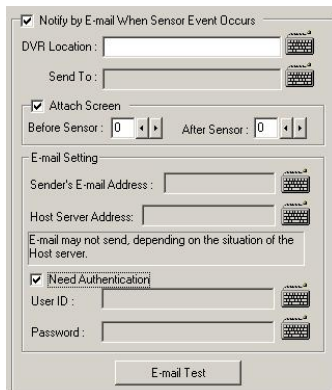 Notify by E-mail When Sensor Event Occurs
DVR Location :
Send To :
Attach Screen
Before Sensor : 0 After Sensor : 0
E-mail Setting
Sender's E-mail Address :
Host Server Address:
E-mail may not send, depending on the situation of the
Host server.
Need Authentication
User ID :
Password :
E-mail Test